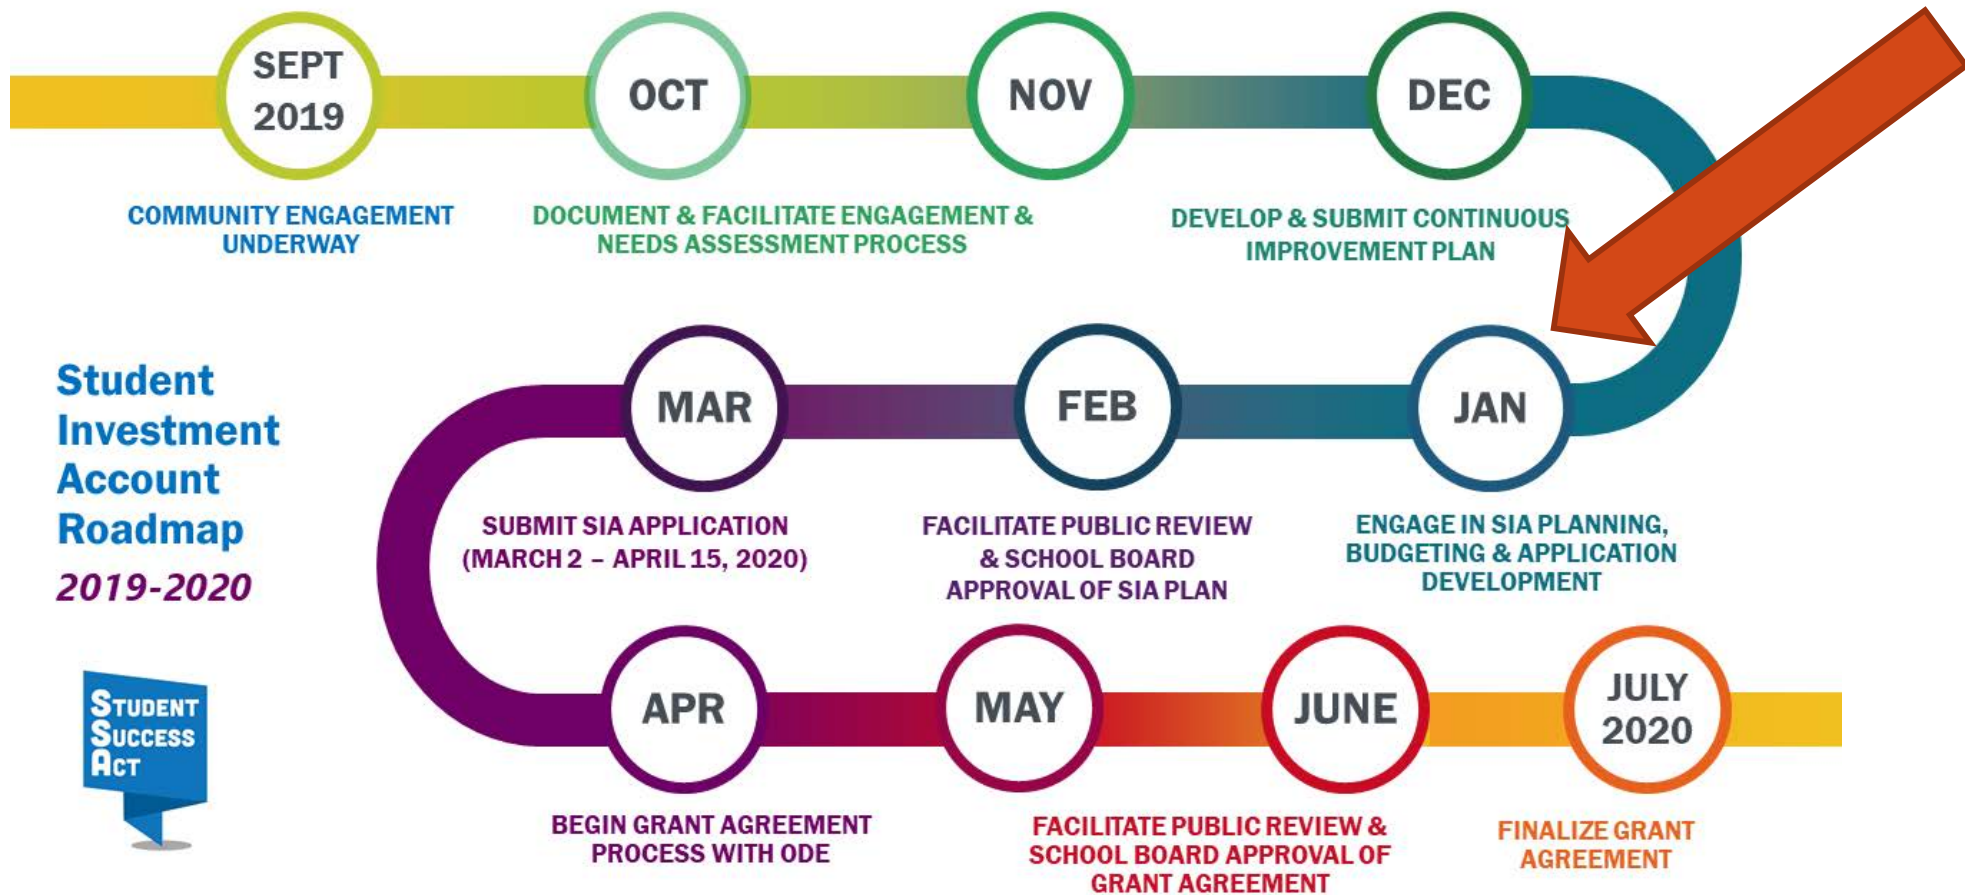 SEPT
2019
OCT
NOV
DEC
COMMUNITY ENGAGEMENT
UNDERWAY
DOCUMENT & FACILITATE ENGAGEMENT &
NEEDS ASSESSMENT PROCESS
DEVELOP & SUBMIT CONTINUOUS
IMPROVEMENT PLAN
Student
Investment
Account
Roadmap
2019-2020
JAN
FEB
MAR
ENGAGE IN SIA PLANNING,
BUDGETING & APPLICATION
DEVELOPMENT
FACILITATE PUBLIC REVIEW
& SCHOOL BOARD
APPROVAL OF SIA PLAN
SUBMIT SIA APPLICATION
(MARCH 2 – APRIL 15, 2020)
STUDENT
SUCCESS
ACT
APR
MAY
JUNE
JULY
2020
BEGIN GRANT AGREEMENT
PROCESS WITH ODE
FACILITATE PUBLIC REVIEW &
SCHOOL BOARD APPROVAL OF
GRANT AGREEMENT
FINALIZE GRANT
AGREEMENT